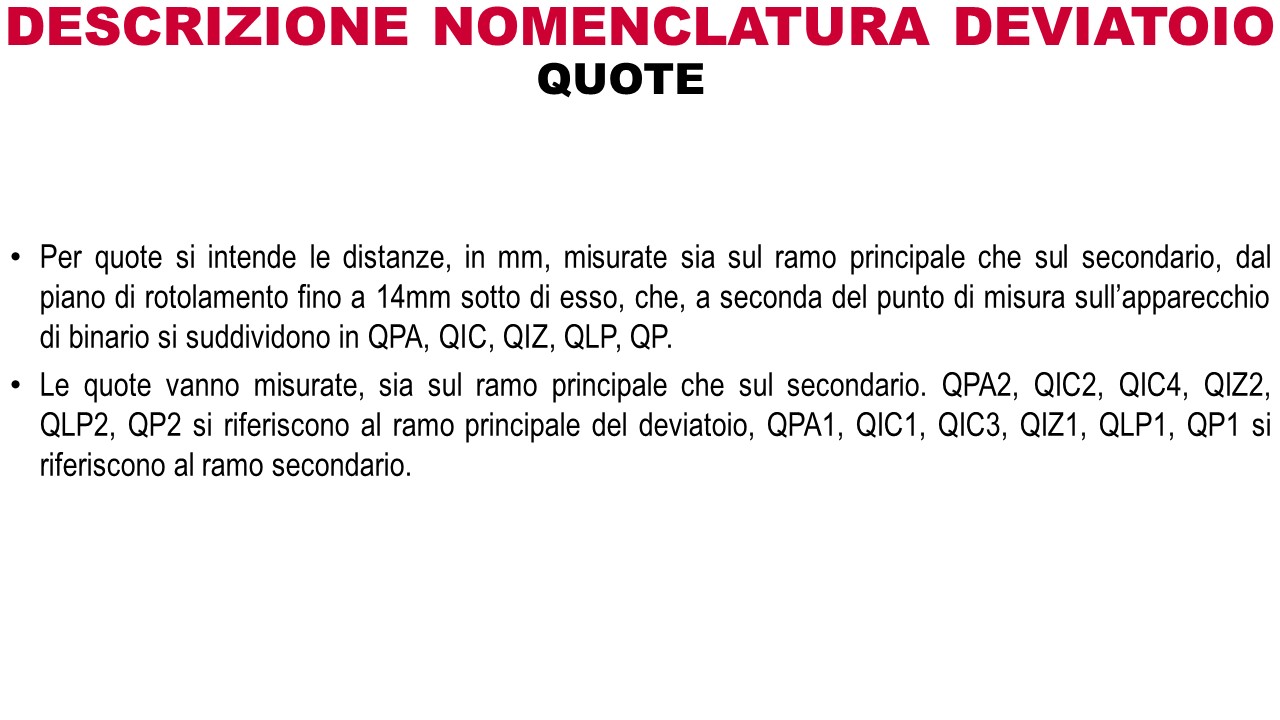 DESCRIZIONE NOMENCLATURA DEVIATOIO
QUOTE
• Per quote si intende le distanze, in mm, misurate sia sul ramo principale che sul secondario, dal
piano di rotolamento fino a 14mm sotto di esso, che, a seconda del punto di misura sull’apparecchio
di binario si suddividono in QPA, QIC, QIZ, QLP, QP.
• Le quote vanno misurate, sia sul ramo principale che sul secondario. QPA2, QIC2, QIC4, QIZ2,
QLP2, QP2 si riferiscono al ramo principale del deviatoio, QPA1, QIC1, QIC3, QIZ1, QLP1, QP1 si
riferiscono al ramo secondario.